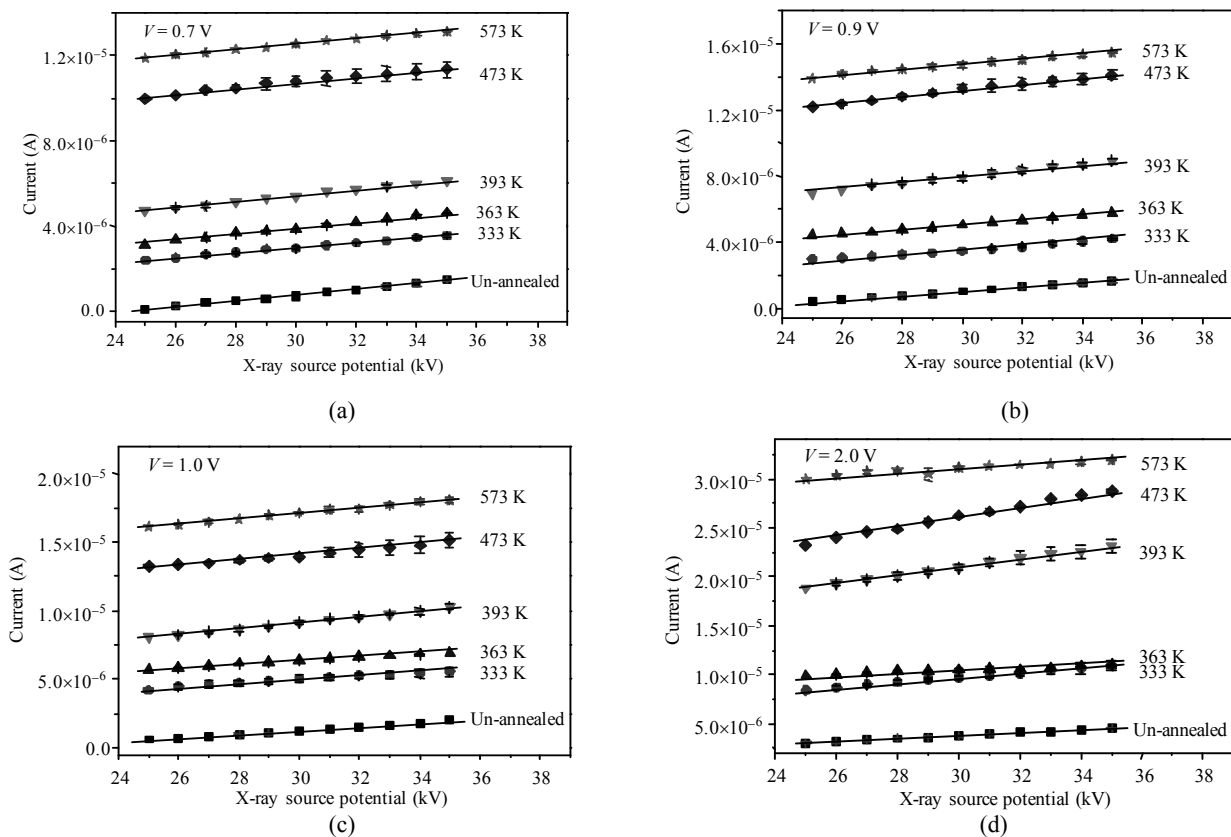 V = 0.7 V
1.2×10⁻⁵
8.0×10⁻⁶
4.0×10⁻⁶
0.0
Current (A)
573 K
473 K
393 K
363 K
333 K
Un-annealed
24 26 28 30 32 34 36 38
X-ray source potential (kV)
(a)
V = 0.9 V
1.6×10⁻⁵
1.2×10⁻⁵
8.0×10⁻⁶
4.0×10⁻⁶
0.0
Current (A)
573 K
473 K
393 K
363 K
333 K
Un-annealed
24 26 28 30 32 34 36 38
X-ray source potential (kV)
(b)
V = 1.0 V
2.0×10⁻⁵
1.5×10⁻⁵
1.0×10⁻⁵
5.0×10⁻⁶
0.0
Current (A)
573 K
473 K
393 K
363 K
333 K
Un-annealed
24 26 28 30 32 34 36 38
X-ray source potential (kV)
(c)
V = 2.0 V
3.0×10⁻⁵
2.5×10⁻⁵
2.0×10⁻⁵
1.5×10⁻⁵
1.0×10⁻⁵
5.0×10⁻⁶
Current (A)
573 K
473 K
393 K
363 K
333 K
Un-annealed
24 26 28 30 32 34 36 38
X-ray source potential (kV)
(d)